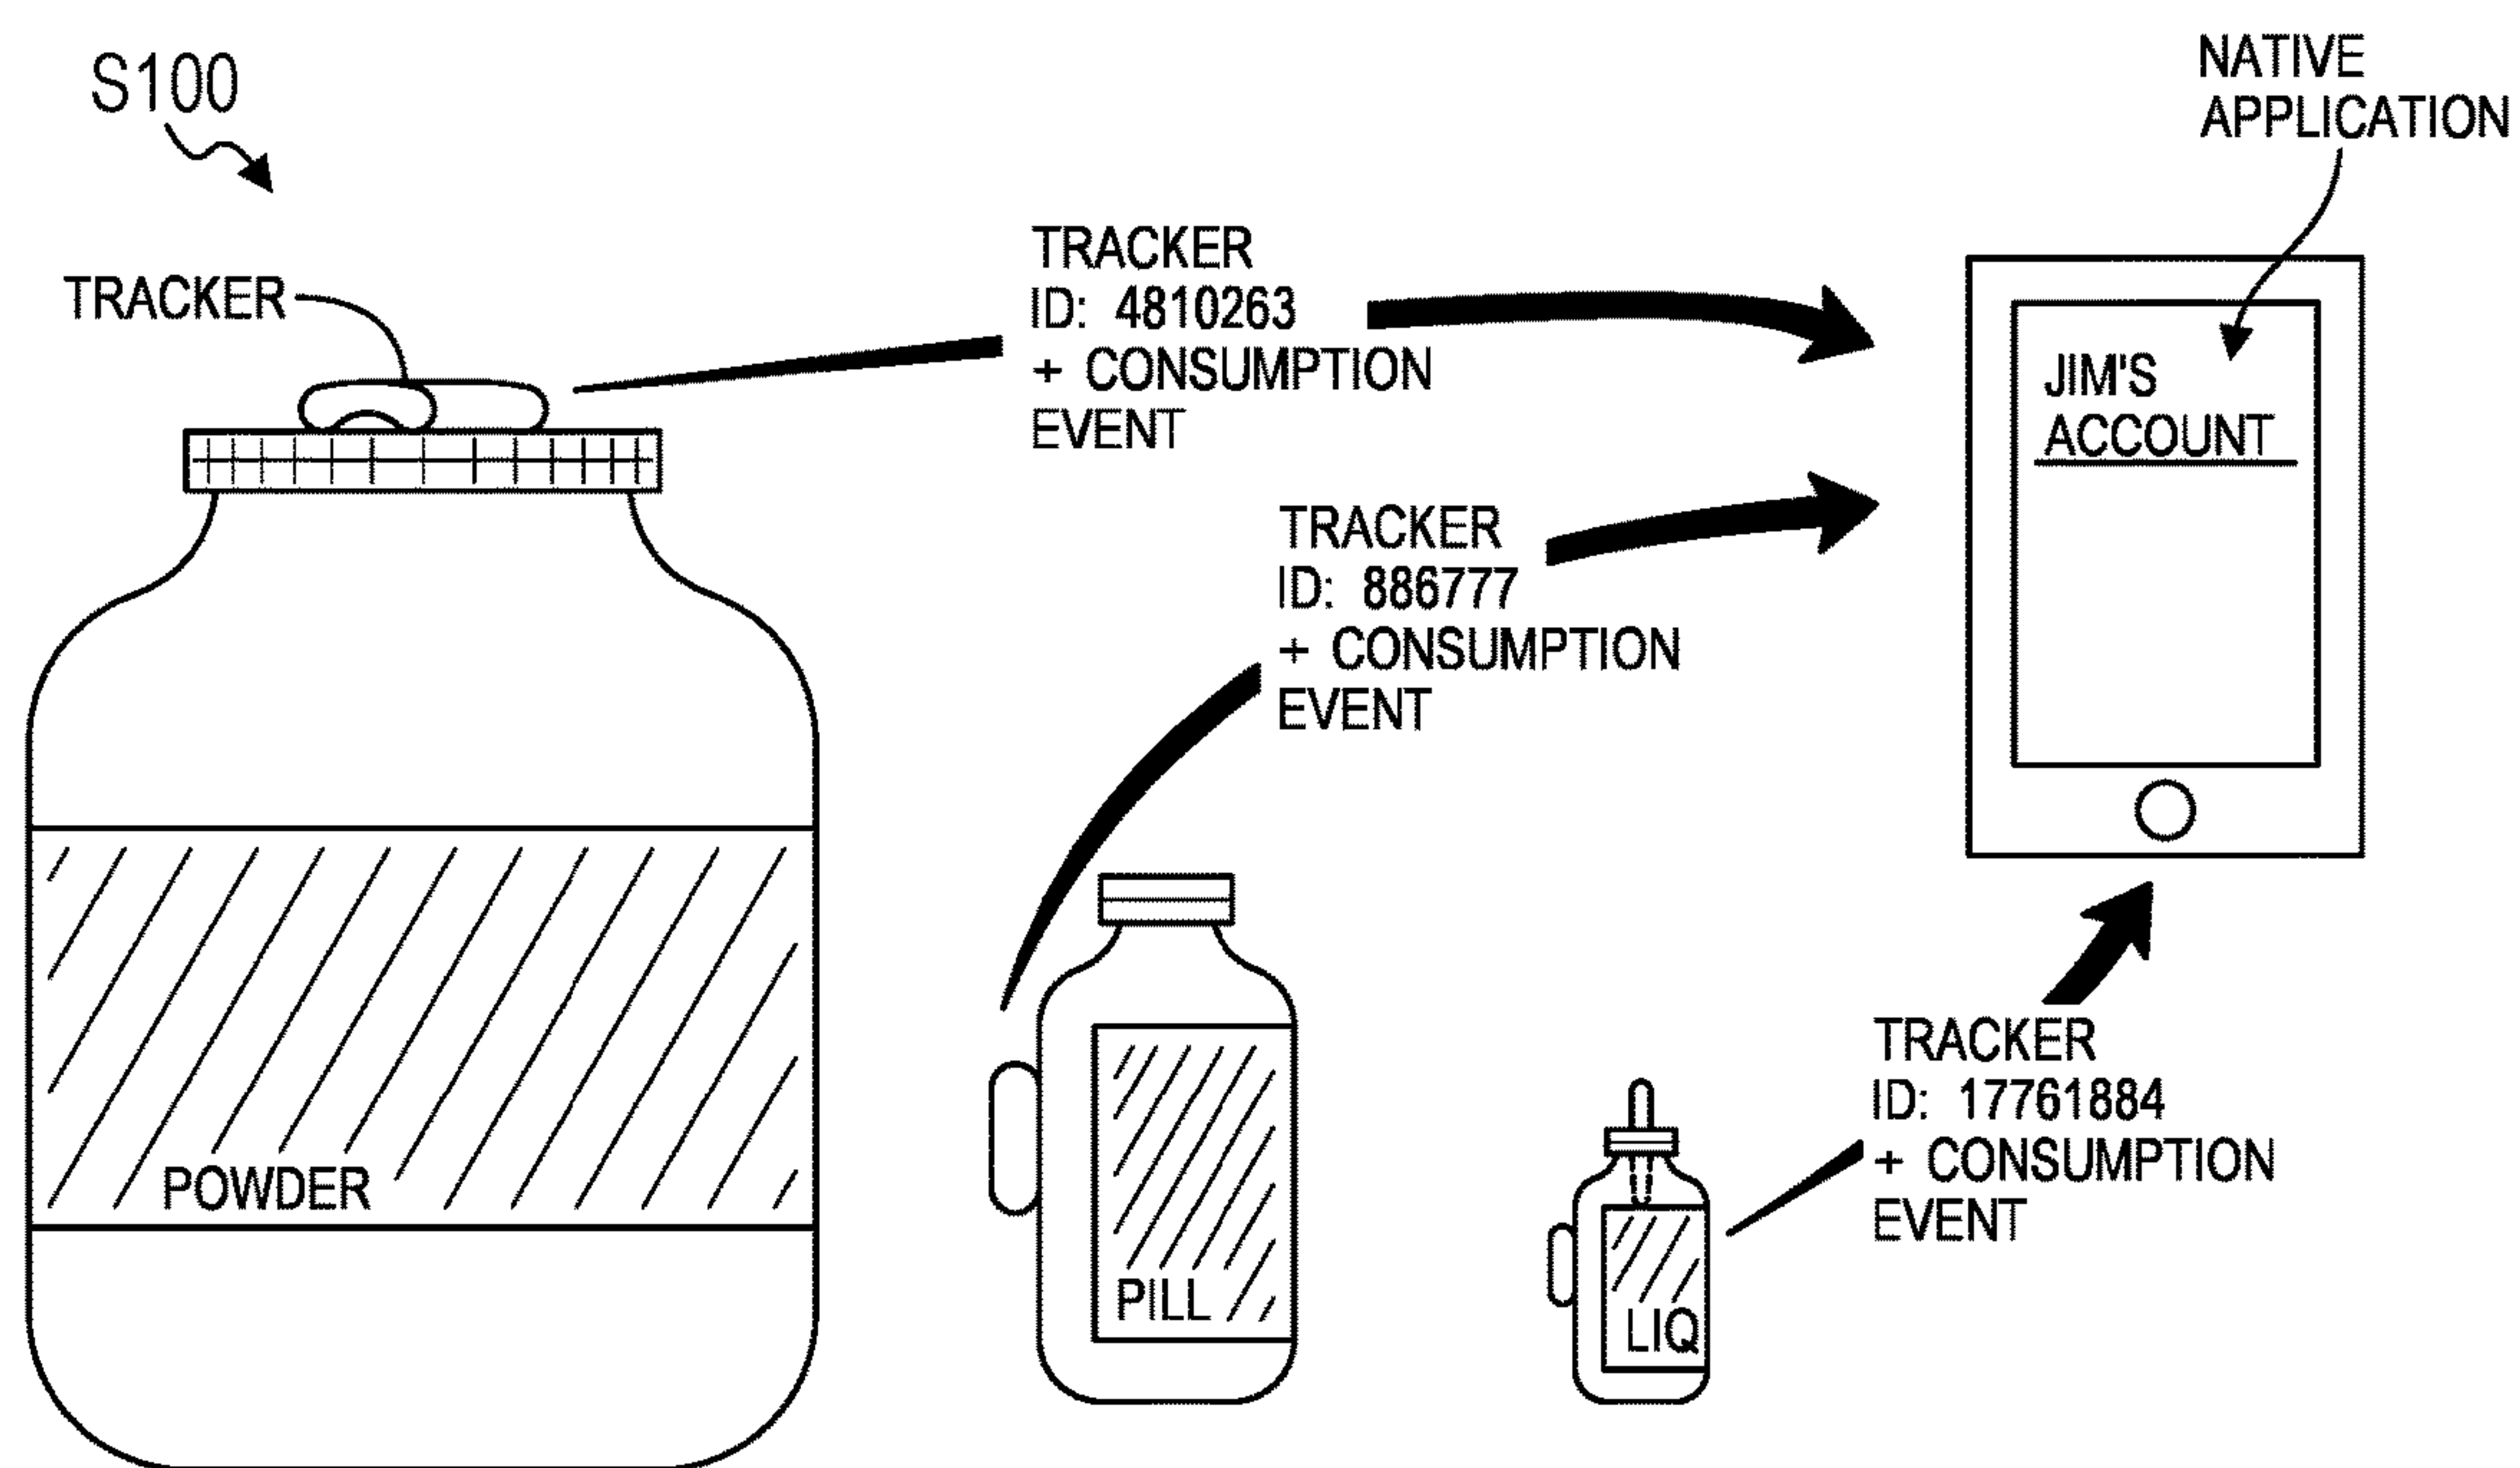 S100
TRACKER
TRACKER
ID: 4810263
+ CONSUMPTION
EVENT
NATIVE
APPLICATION
JIM'S
ACCOUNT
TRACKER
ID: 886777
+ CONSUMPTION
EVENT
POWDER
PILL
LIQ
TRACKER
ID: 17761884
+ CONSUMPTION
EVENT